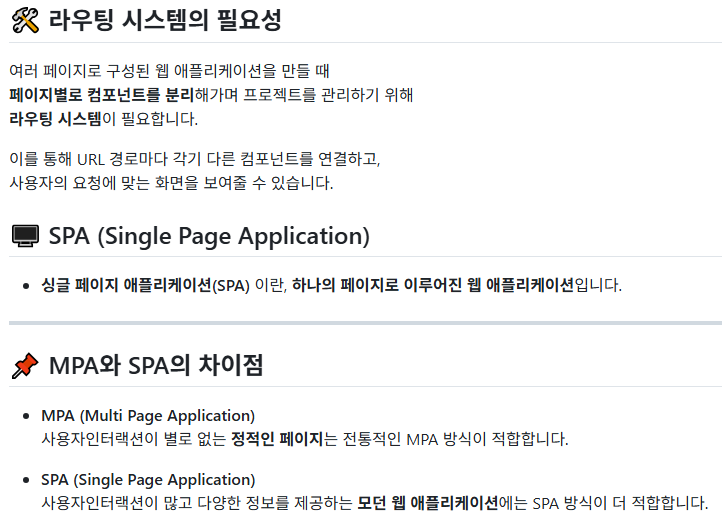 🛠 라우팅 시스템의 필요성
여러 페이지로 구성된 웹 애플리케이션을 만들 때
페이지별로 컴포넌트를 분리해가며 프로젝트를 관리하기 위해
라우팅 시스템이 필요합니다.
이를 통해 URL 경로마다 각기 다른 컴포넌트를 연결하고,
사용자의 요청에 맞는 화면을 보여줄 수 있습니다.
🖥 SPA (Single Page Application)
• 싱글 페이지 애플리케이션(SPA) 이란, 하나의 페이지로 이루어진 웹 애플리케이션입니다.
📌 MPA와 SPA의 차이점
• MPA (Multi Page Application)
사용자인터랙션이 별로 없는 정적인 페이지는 전통적인 MPA 방식이 적합합니다.
• SPA (Single Page Application)
사용자인터랙션이 많고 다양한 정보를 제공하는 모던 웹 애플리케이션에는 SPA 방식이 더 적합합니다.